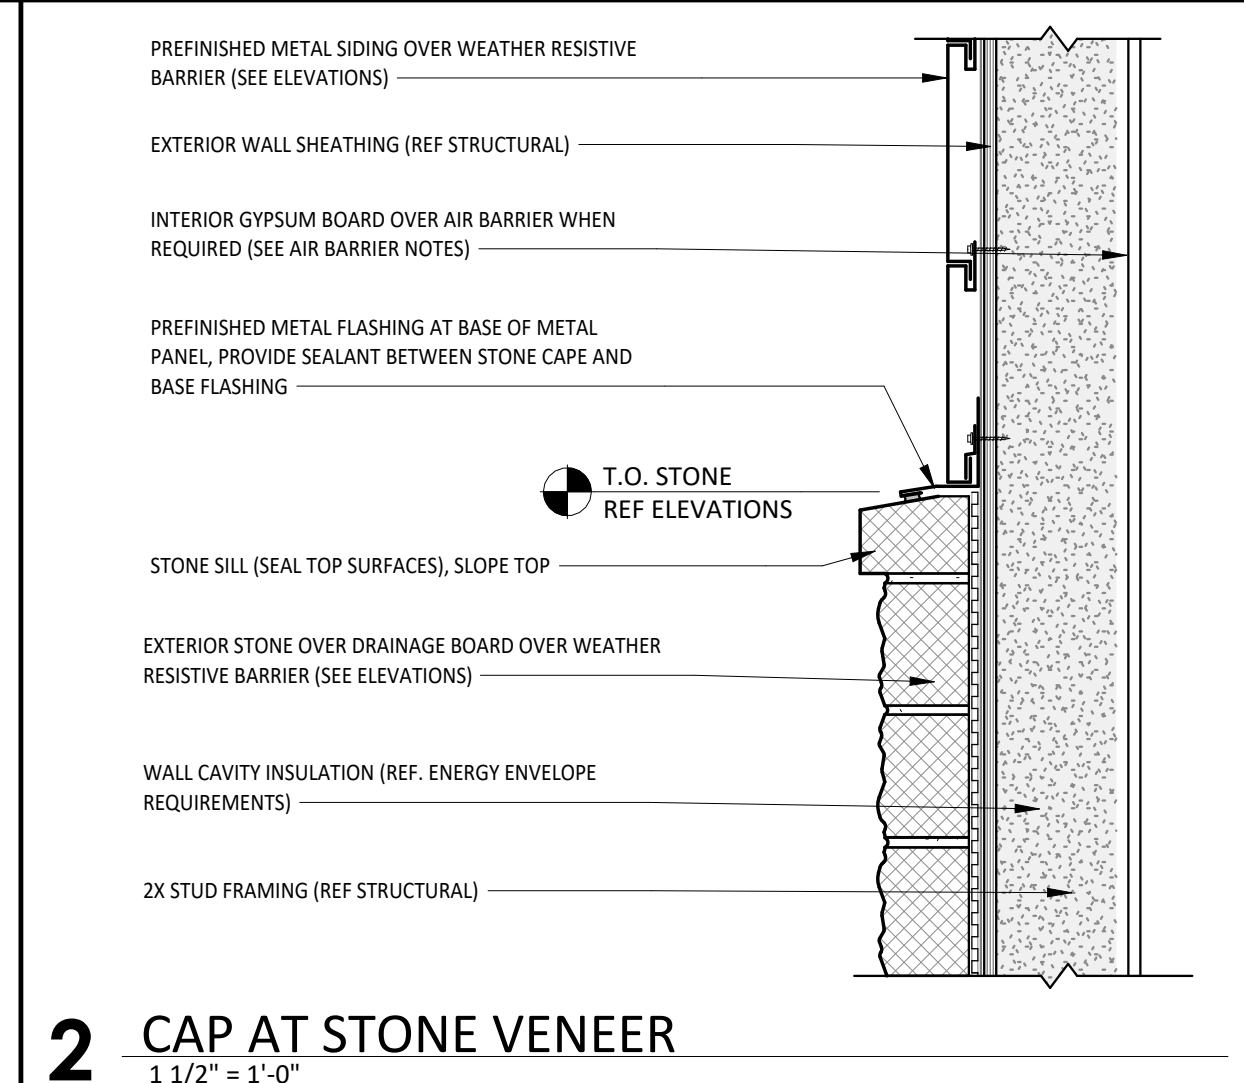 PREFINISHED METAL SIDING OVER WEATHER RESISTIVE
BARRIER (SEE ELEVATIONS)
EXTERIOR WALL SHEATHING (REF STRUCTURAL)
INTERIOR GYPSUM BOARD OVER AIR BARRIER WHEN
REQUIRED (SEE AIR BARRIER NOTES)
PREFINISHED METAL FLASHING AT BASE OF METAL
PANEL, PROVIDE SEALANT BETWEEN STONE CAPE AND
BASE FLASHING
T.O. STONE
REF ELEVATIONS
STONE SILL (SEAL TOP SURFACES), SLOPE TOP
EXTERIOR STONE OVER DRAINAGE BOARD OVER WEATHER
RESISTIVE BARRIER (SEE ELEVATIONS)
WALL CAVITY INSULATION (REF. ENERGY ENVELOPE
REQUIREMENTS)
2X STUD FRAMING (REF STRUCTURAL)
2 CAP AT STONE VENEER
1 1/2" = 1'-0"